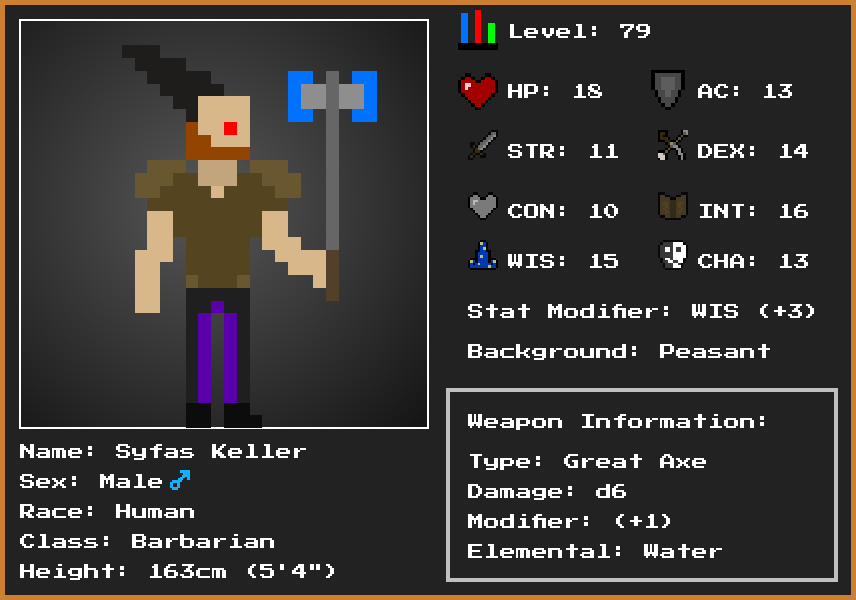 Level: 79
HP: 18
AC: 13
STR: 11
DEX: 14
CON: 10
INT: 16
WIS: 15
CHA: 13
Stat Modifier: WIS (+3)
Background: Peasant
Weapon Information:
Type: Great Axe
Damage: d6
Modifier: (+1)
Elemental: Water
Name: Syfas Keller
Sex: Male ♂
Race: Human
Class: Barbarian
Height: 163cm (5'4")